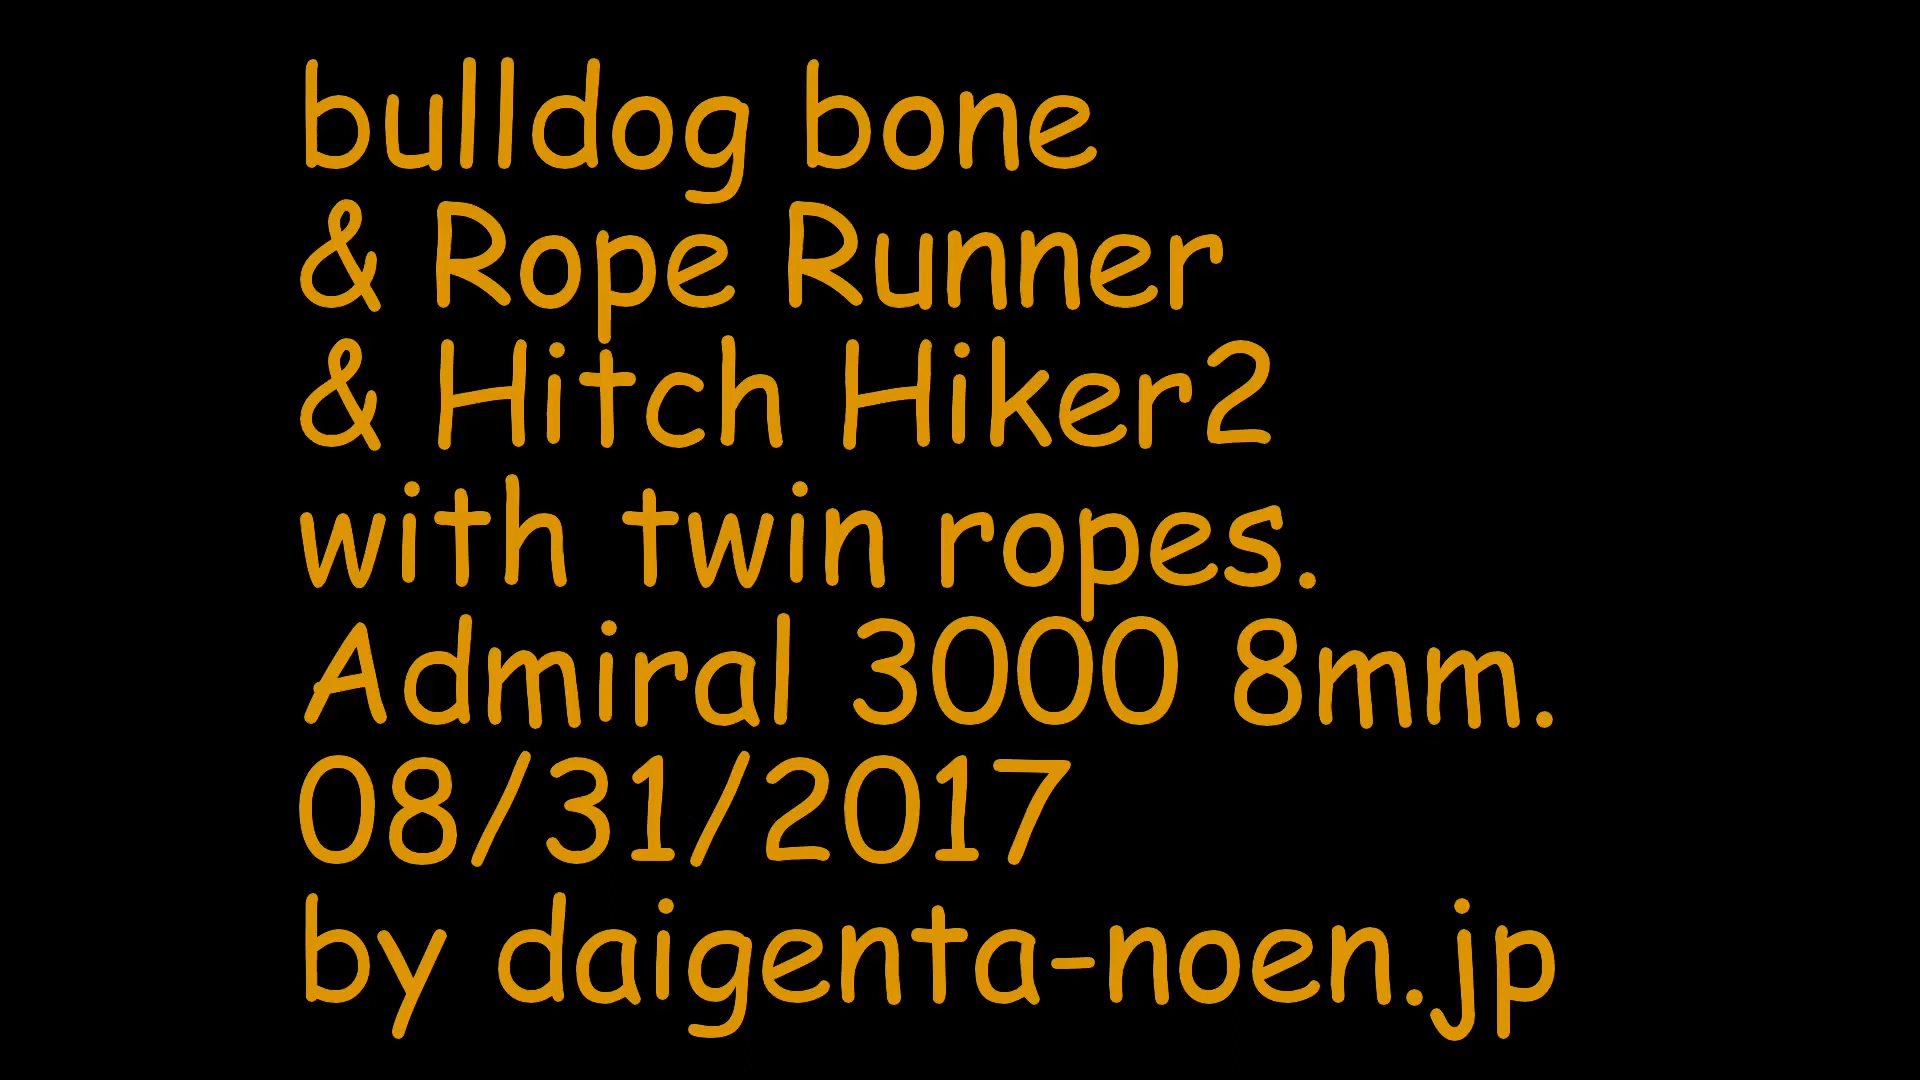 bulldog bone
& Rope Runner
& Hitch Hiker2
with twin ropes.
Admiral 3000 8mm.
08/31/2017
by daigenta-noen.jp